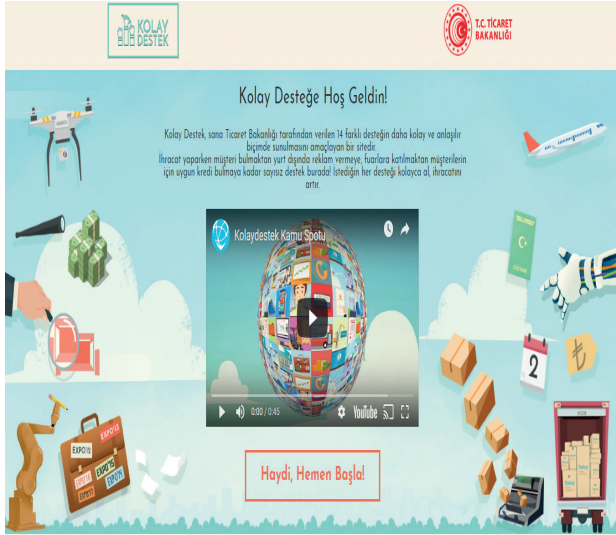 KOLAY
DESTEK
T.C. TİCARET
BAKANLIĞI
Kolay Desteğe Hoş Geldin!
Kolay Destek, sana Ticaret Bakanlığı tarafından verilen 14 farklı desteğin daha kolay ve anlaşılır
biçimde sunulmasını amaçlayan bir sitedir.
İhracat yaparken müşteri bulmaktan yurt dışında reklam vermeye, fuarlara katılmaktan müşterilerin
için uygun kredi bulmaya kadar sayısız destek burada! İstediğin her desteği kolayca al, ihracatını
artır.
Kolaydestek Kamu Spotu
0:00 / 0:45
YouTube
2
₺
EXPO'13
EXPO'12
EXPO'15
Haydi, Hemen Başla!